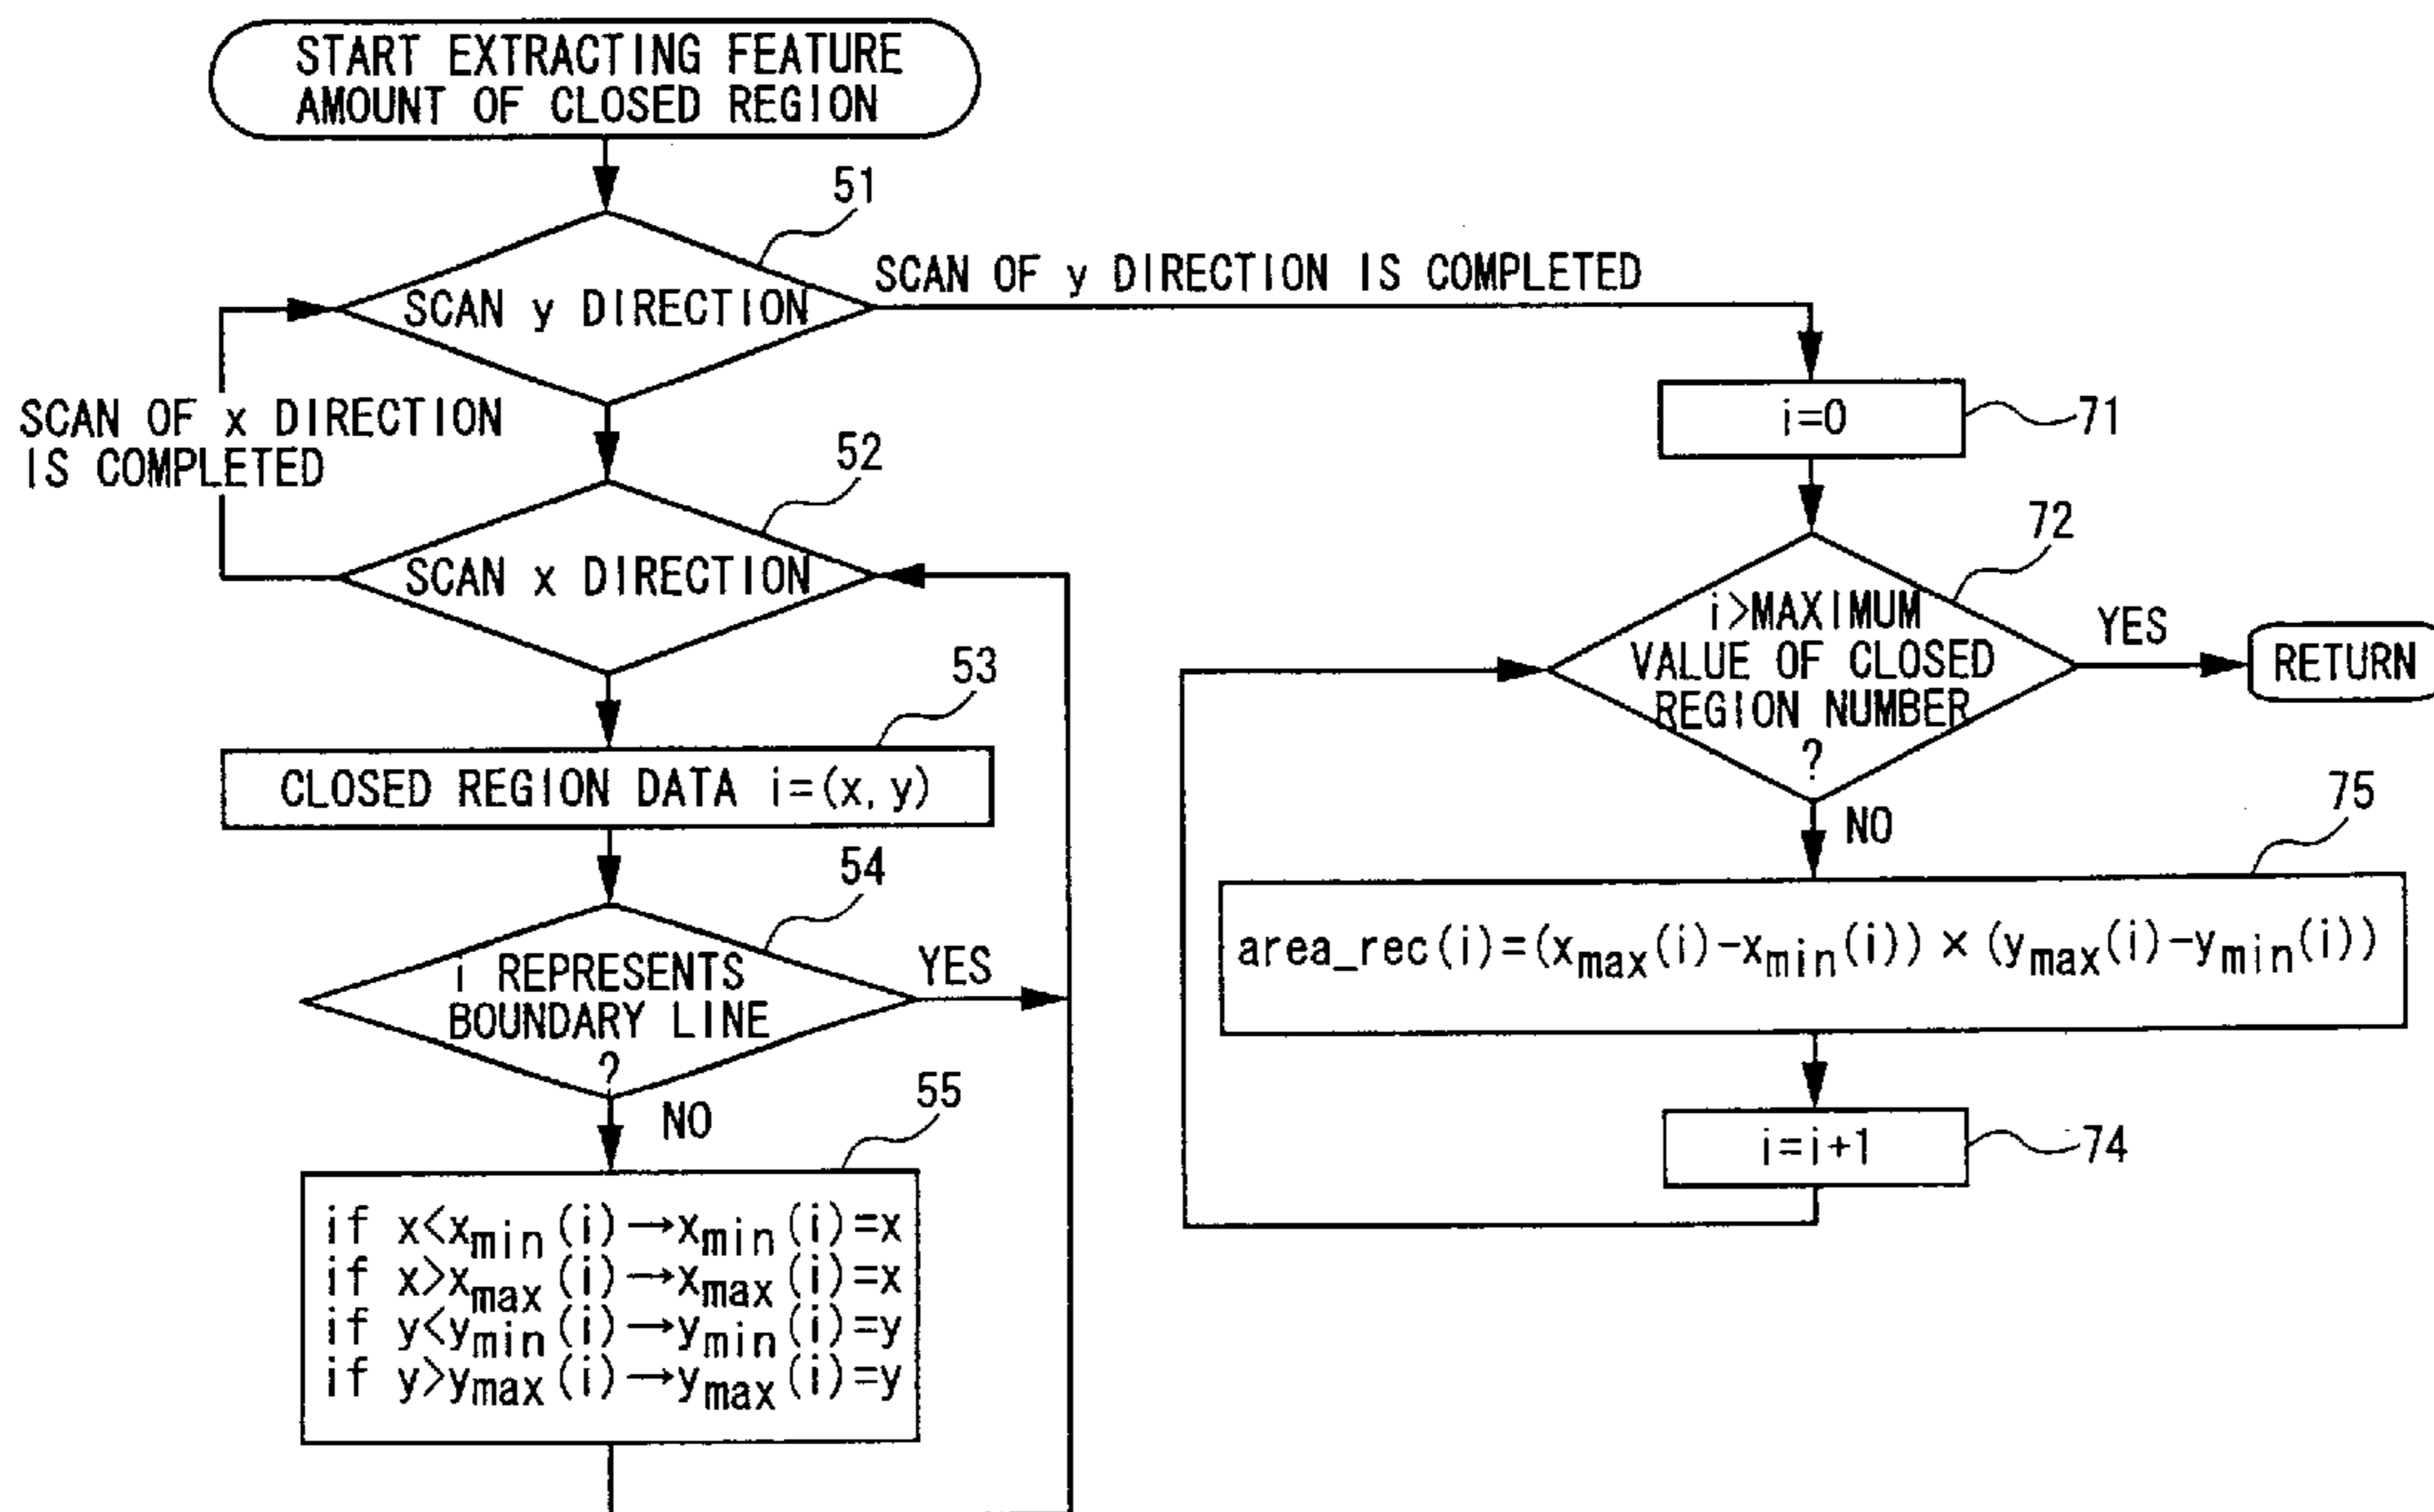 START EXTRACTING FEATURE
AMOUNT OF CLOSED REGION
51
SCAN y DIRECTION
SCAN OF y DIRECTION IS COMPLETED
SCAN OF x DIRECTION
IS COMPLETED
52
SCAN x DIRECTION
53
CLOSED REGION DATA i=(x, y)
54
i REPRESENTS
BOUNDARY LINE
?
YES
NO
55
if x<xmin(i)→xmin(i)=x
if x>xmax(i)→xmax(i)=x
if y<ymin(i)→ymin(i)=y
if y>ymax(i)→ymax(i)=y
i=0
71
72
i>MAXIMUM
VALUE OF CLOSED
REGION NUMBER
?
YES
RETURN
NO
75
area_rec(i)=(xmax(i)-xmin(i))×(ymax(i)-ymin(i))
i=i+1
74